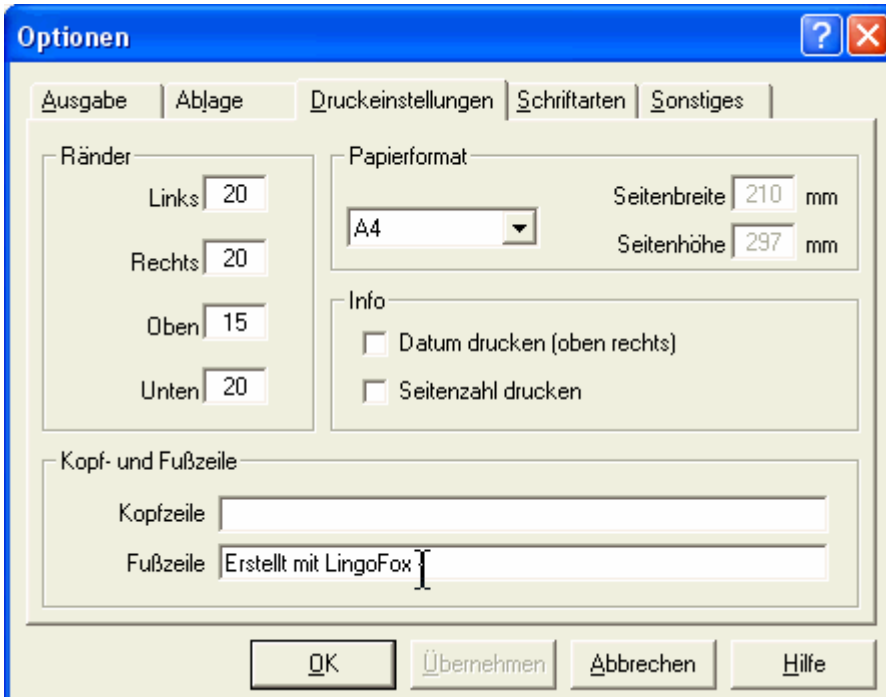 Optionen
Ausgabe Ablage Druckeinstellungen Schriftarten Sonstiges
Ränder
Links 20
Rechts 20
Oben 15
Unten 20
Papierformat
A4
Seitenbreite 210 mm
Seitenhöhe 297 mm
Info
Datum drucken (oben rechts)
Seitenzahl drucken
Kopf- und Fußzeile
Kopfzeile
Fußzeile Erstellt mit LingoFox
OK Übernehmen Abbrechen Hilfe